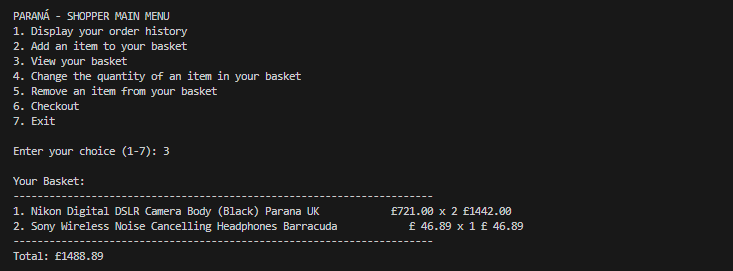 PARANÁ - SHOPPER MAIN MENU
1. Display your order history
2. Add an item to your basket
3. View your basket
4. Change the quantity of an item in your basket
5. Remove an item from your basket
6. Checkout
7. Exit
Enter your choice (1-7): 3
Your Basket:
----------------------------------------------------------------------
1. Nikon Digital DSLR Camera Body (Black) Parana UK            £721.00 x 2 £1442.00
2. Sony Wireless Noise Cancelling Headphones Barracuda            £ 46.89 x 1 £ 46.89
----------------------------------------------------------------------
Total: £1488.89